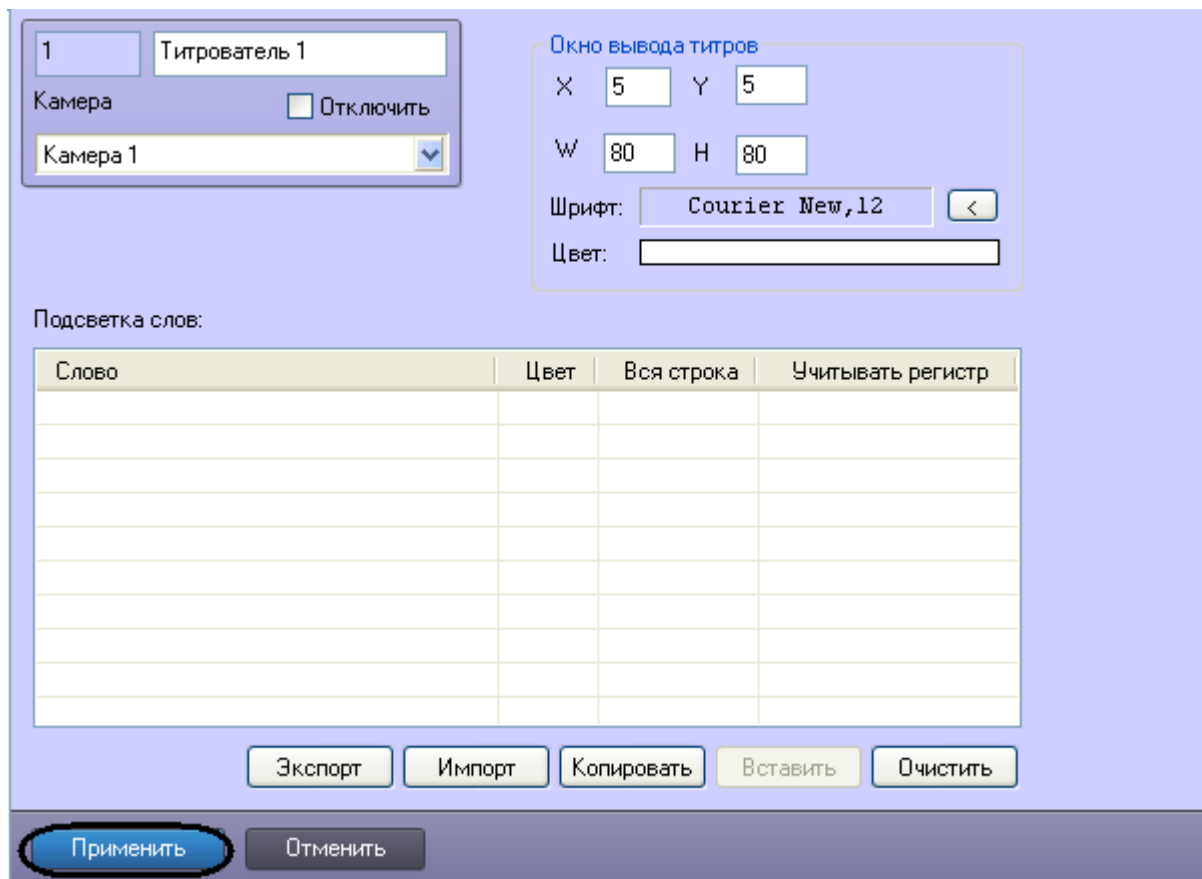 1 Титрователь 1
Камера Отключить
Камера 1
Окно вывода титров
X 5 Y 5
W 80 H 80
Шрифт: Courier New,12 <
Цвет:
Подсветка слов:
Слово Цвет Вся строка Учитывать регистр
Экспорт Импорт Копировать Вставить Очистить
Применить Отменить